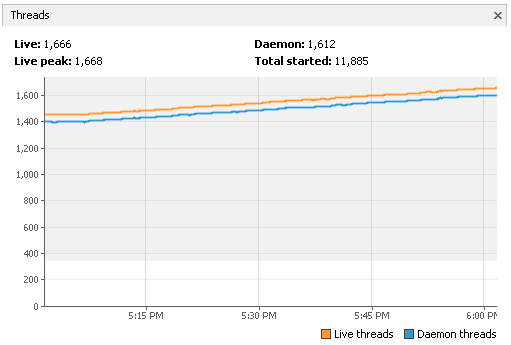 Threads
Live: 1,666 Daemon: 1,612
Live peak: 1,668 Total started: 11,885
1,600
1,400
1,200
1,000
800
600
400
200
0
5:15 PM 5:30 PM 5:45 PM 6:00 PM
Live threads Daemon threads